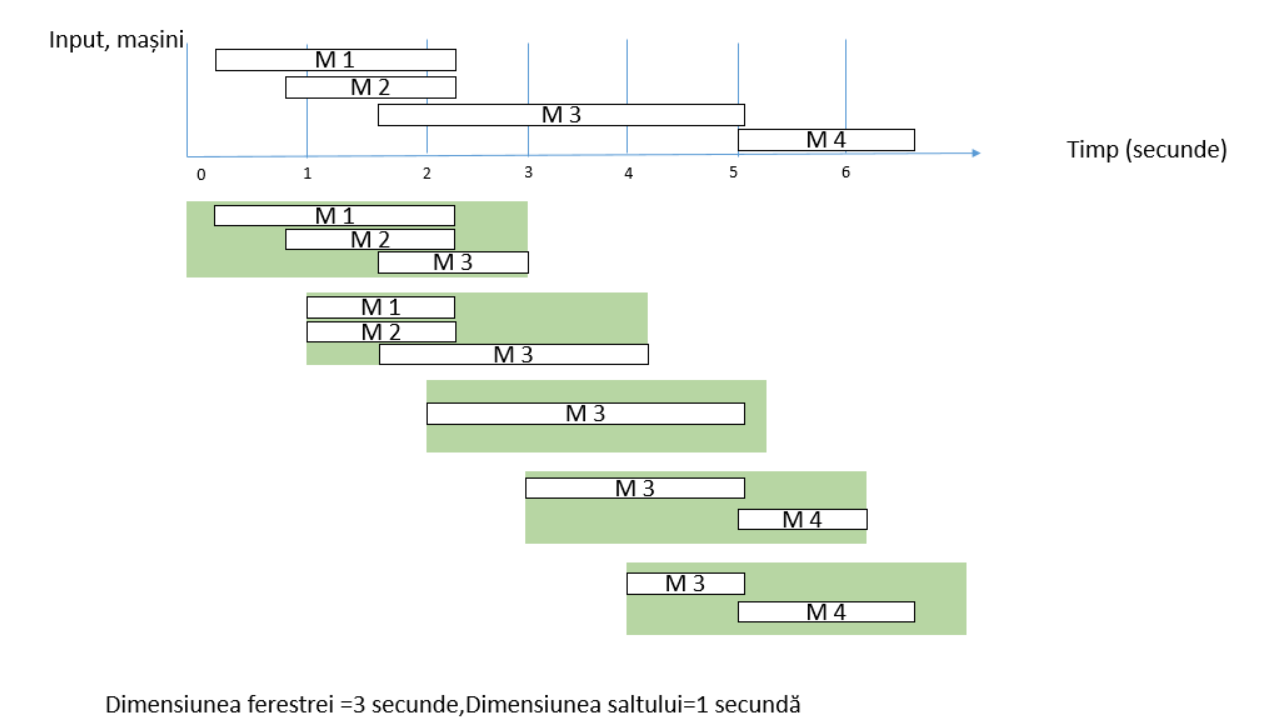 Input, mașini
M 1
M 2
M 3
M 4
Timp (secunde)
0 1 2 3 4 5 6
M 1
M 2
M 3
M 1
M 2
M 3
M 3
M 3
M 4
M 3
M 4
Dimensiunea ferestrei =3 secunde,Dimensiunea saltului=1 secundă